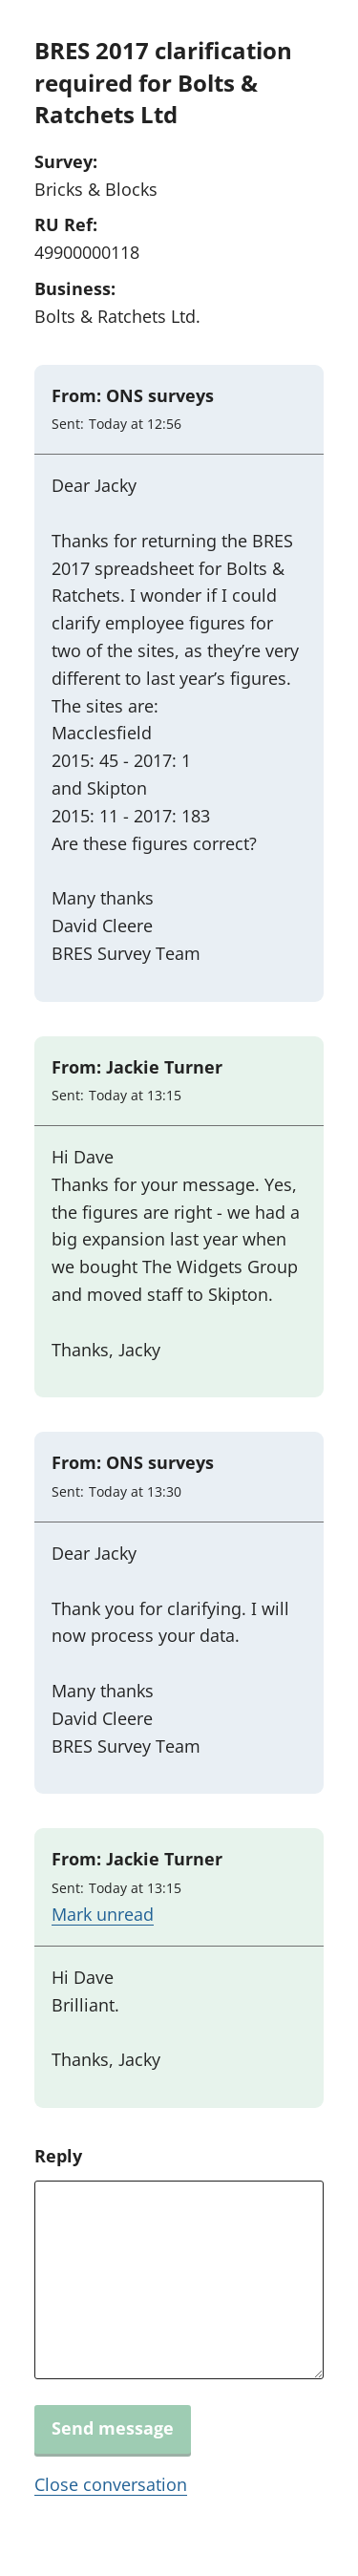 BRES 2017 clarification
required for Bolts &
Ratchets Ltd
Survey:
Bricks & Blocks
RU Ref:
49900000118
Business:
Bolts & Ratchets Ltd.
From: ONS surveys
Sent: Today at 12:56
Dear Jacky
Thanks for returning the BRES
2017 spreadsheet for Bolts &
Ratchets. I wonder if I could
clarify employee figures for
two of the sites, as they’re very
different to last year’s figures.
The sites are:
Macclesfield
2015: 45 - 2017: 1
and Skipton
2015: 11 - 2017: 183
Are these figures correct?
Many thanks
David Cleere
BRES Survey Team
From: Jackie Turner
Sent: Today at 13:15
Hi Dave
Thanks for your message. Yes,
the figures are right - we had a
big expansion last year when
we bought The Widgets Group
and moved staff to Skipton.
Thanks, Jacky
From: ONS surveys
Sent: Today at 13:30
Dear Jacky
Thank you for clarifying. I will
now process your data.
Many thanks
David Cleere
BRES Survey Team
From: Jackie Turner
Sent: Today at 13:15
Mark unread
Hi Dave
Brilliant.
Thanks, Jacky
Reply
Send message
Close conversation